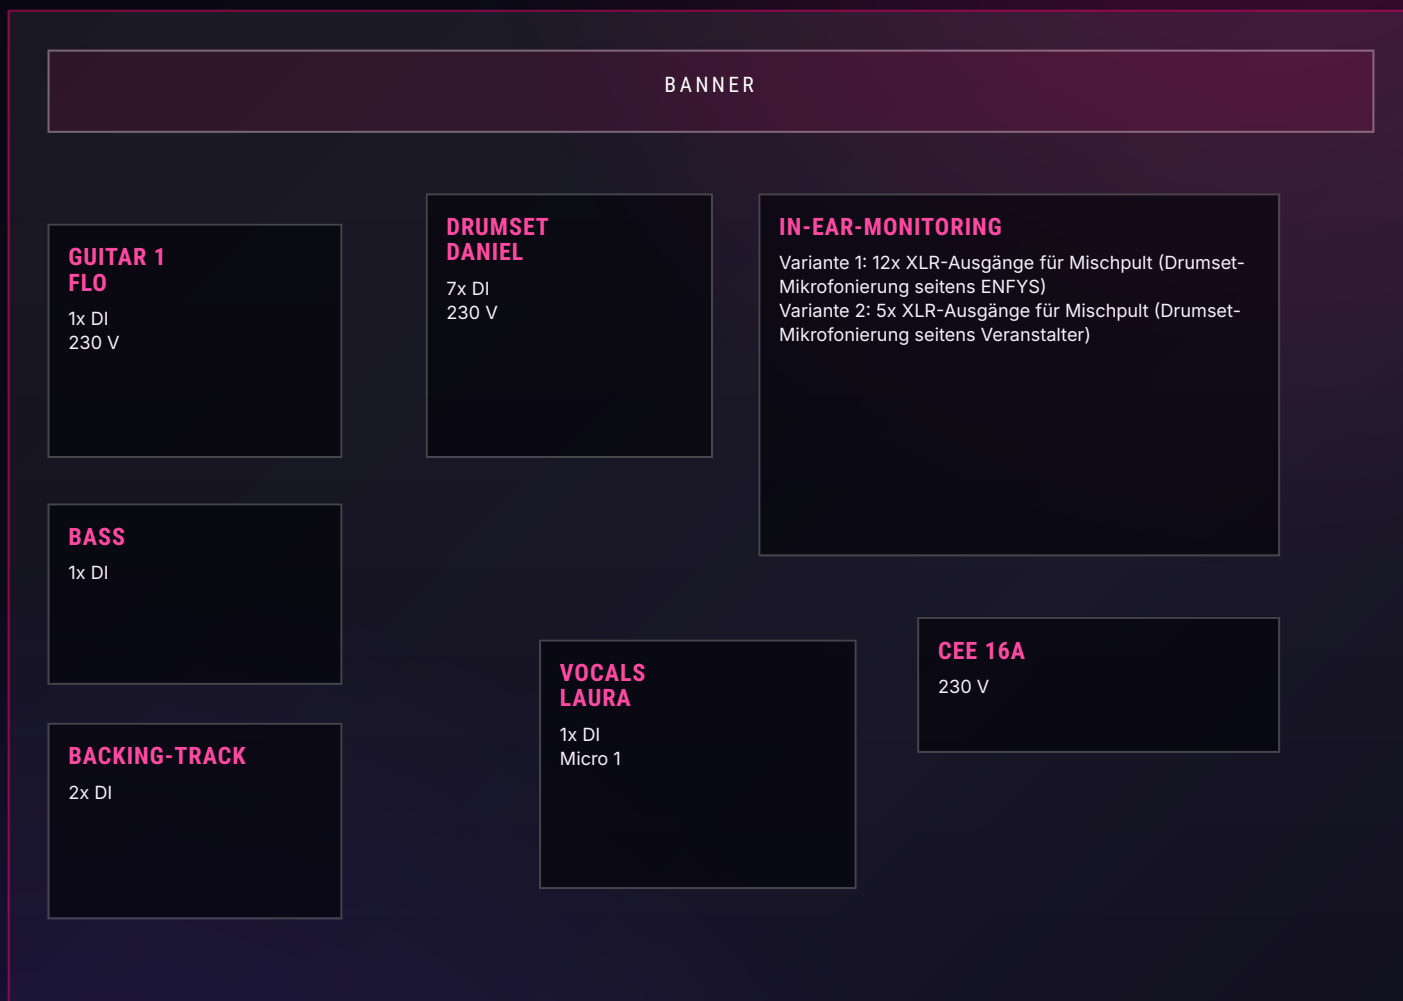 BANNER
GUITAR 1
FLO
1x DI
230 V
DRUMSET
DANIEL
7x DI
230 V
IN-EAR-MONITORING
Variante 1: 12x XLR-Ausgänge für Mischpult (Drumset-
Mikrofonierung seitens ENFYS)
Variante 2: 5x XLR-Ausgänge für Mischpult (Drumset-
Mikrofonierung seitens Veranstalter)
BASS
1x DI
VOCALS
LAURA
1x DI
Micro 1
CEE 16A
230 V
BACKING-TRACK
2x DI